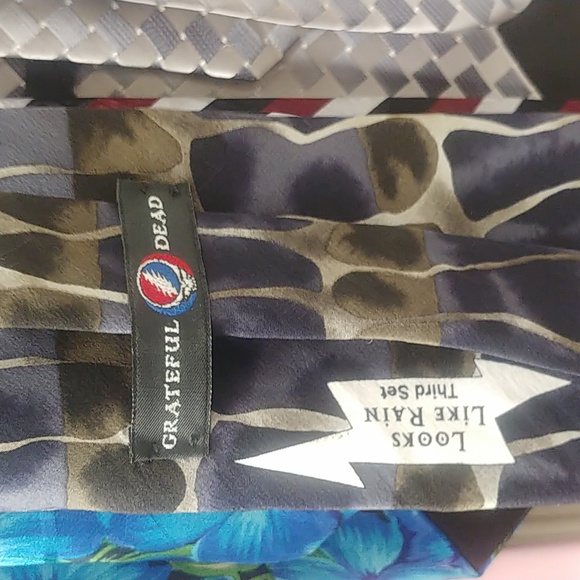 GRATEFUL DEAD
LOOKS
LIKE RAIN
Third Set